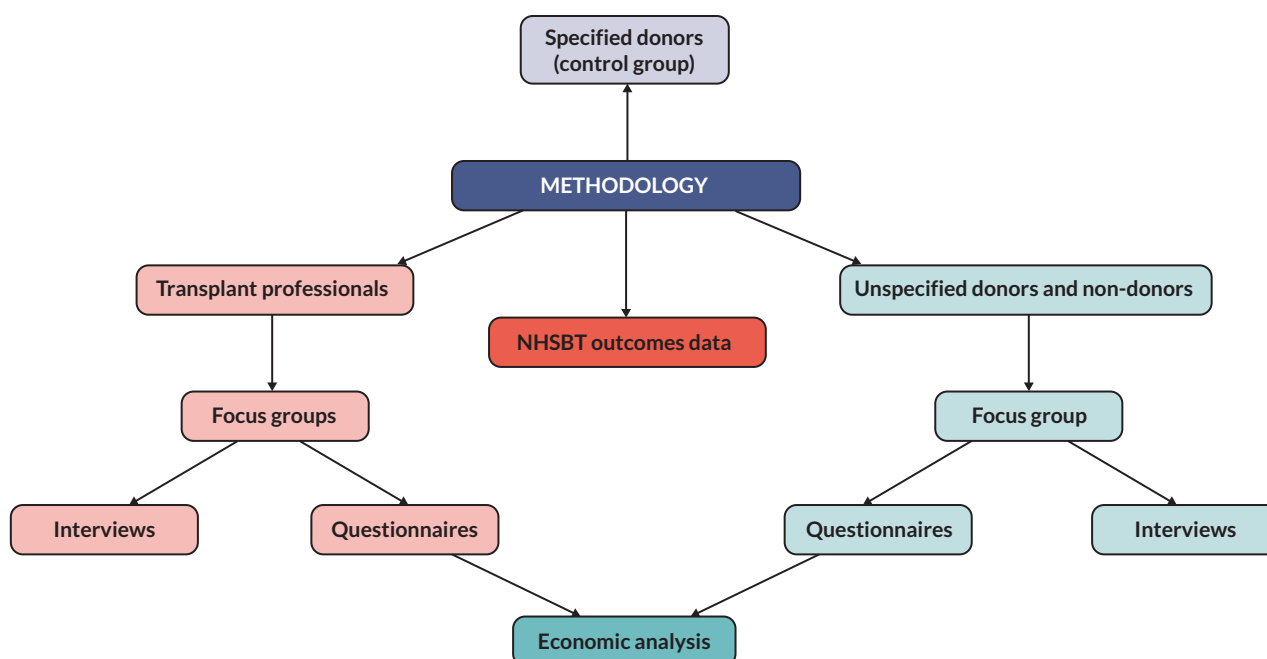 Specified donors
(control group)
METHODOLOGY
Transplant professionals
Unspecified donors and non-donors
NHSBT outcomes data
Focus groups
Focus group
Interviews
Questionnaires
Questionnaires
Interviews
Economic analysis